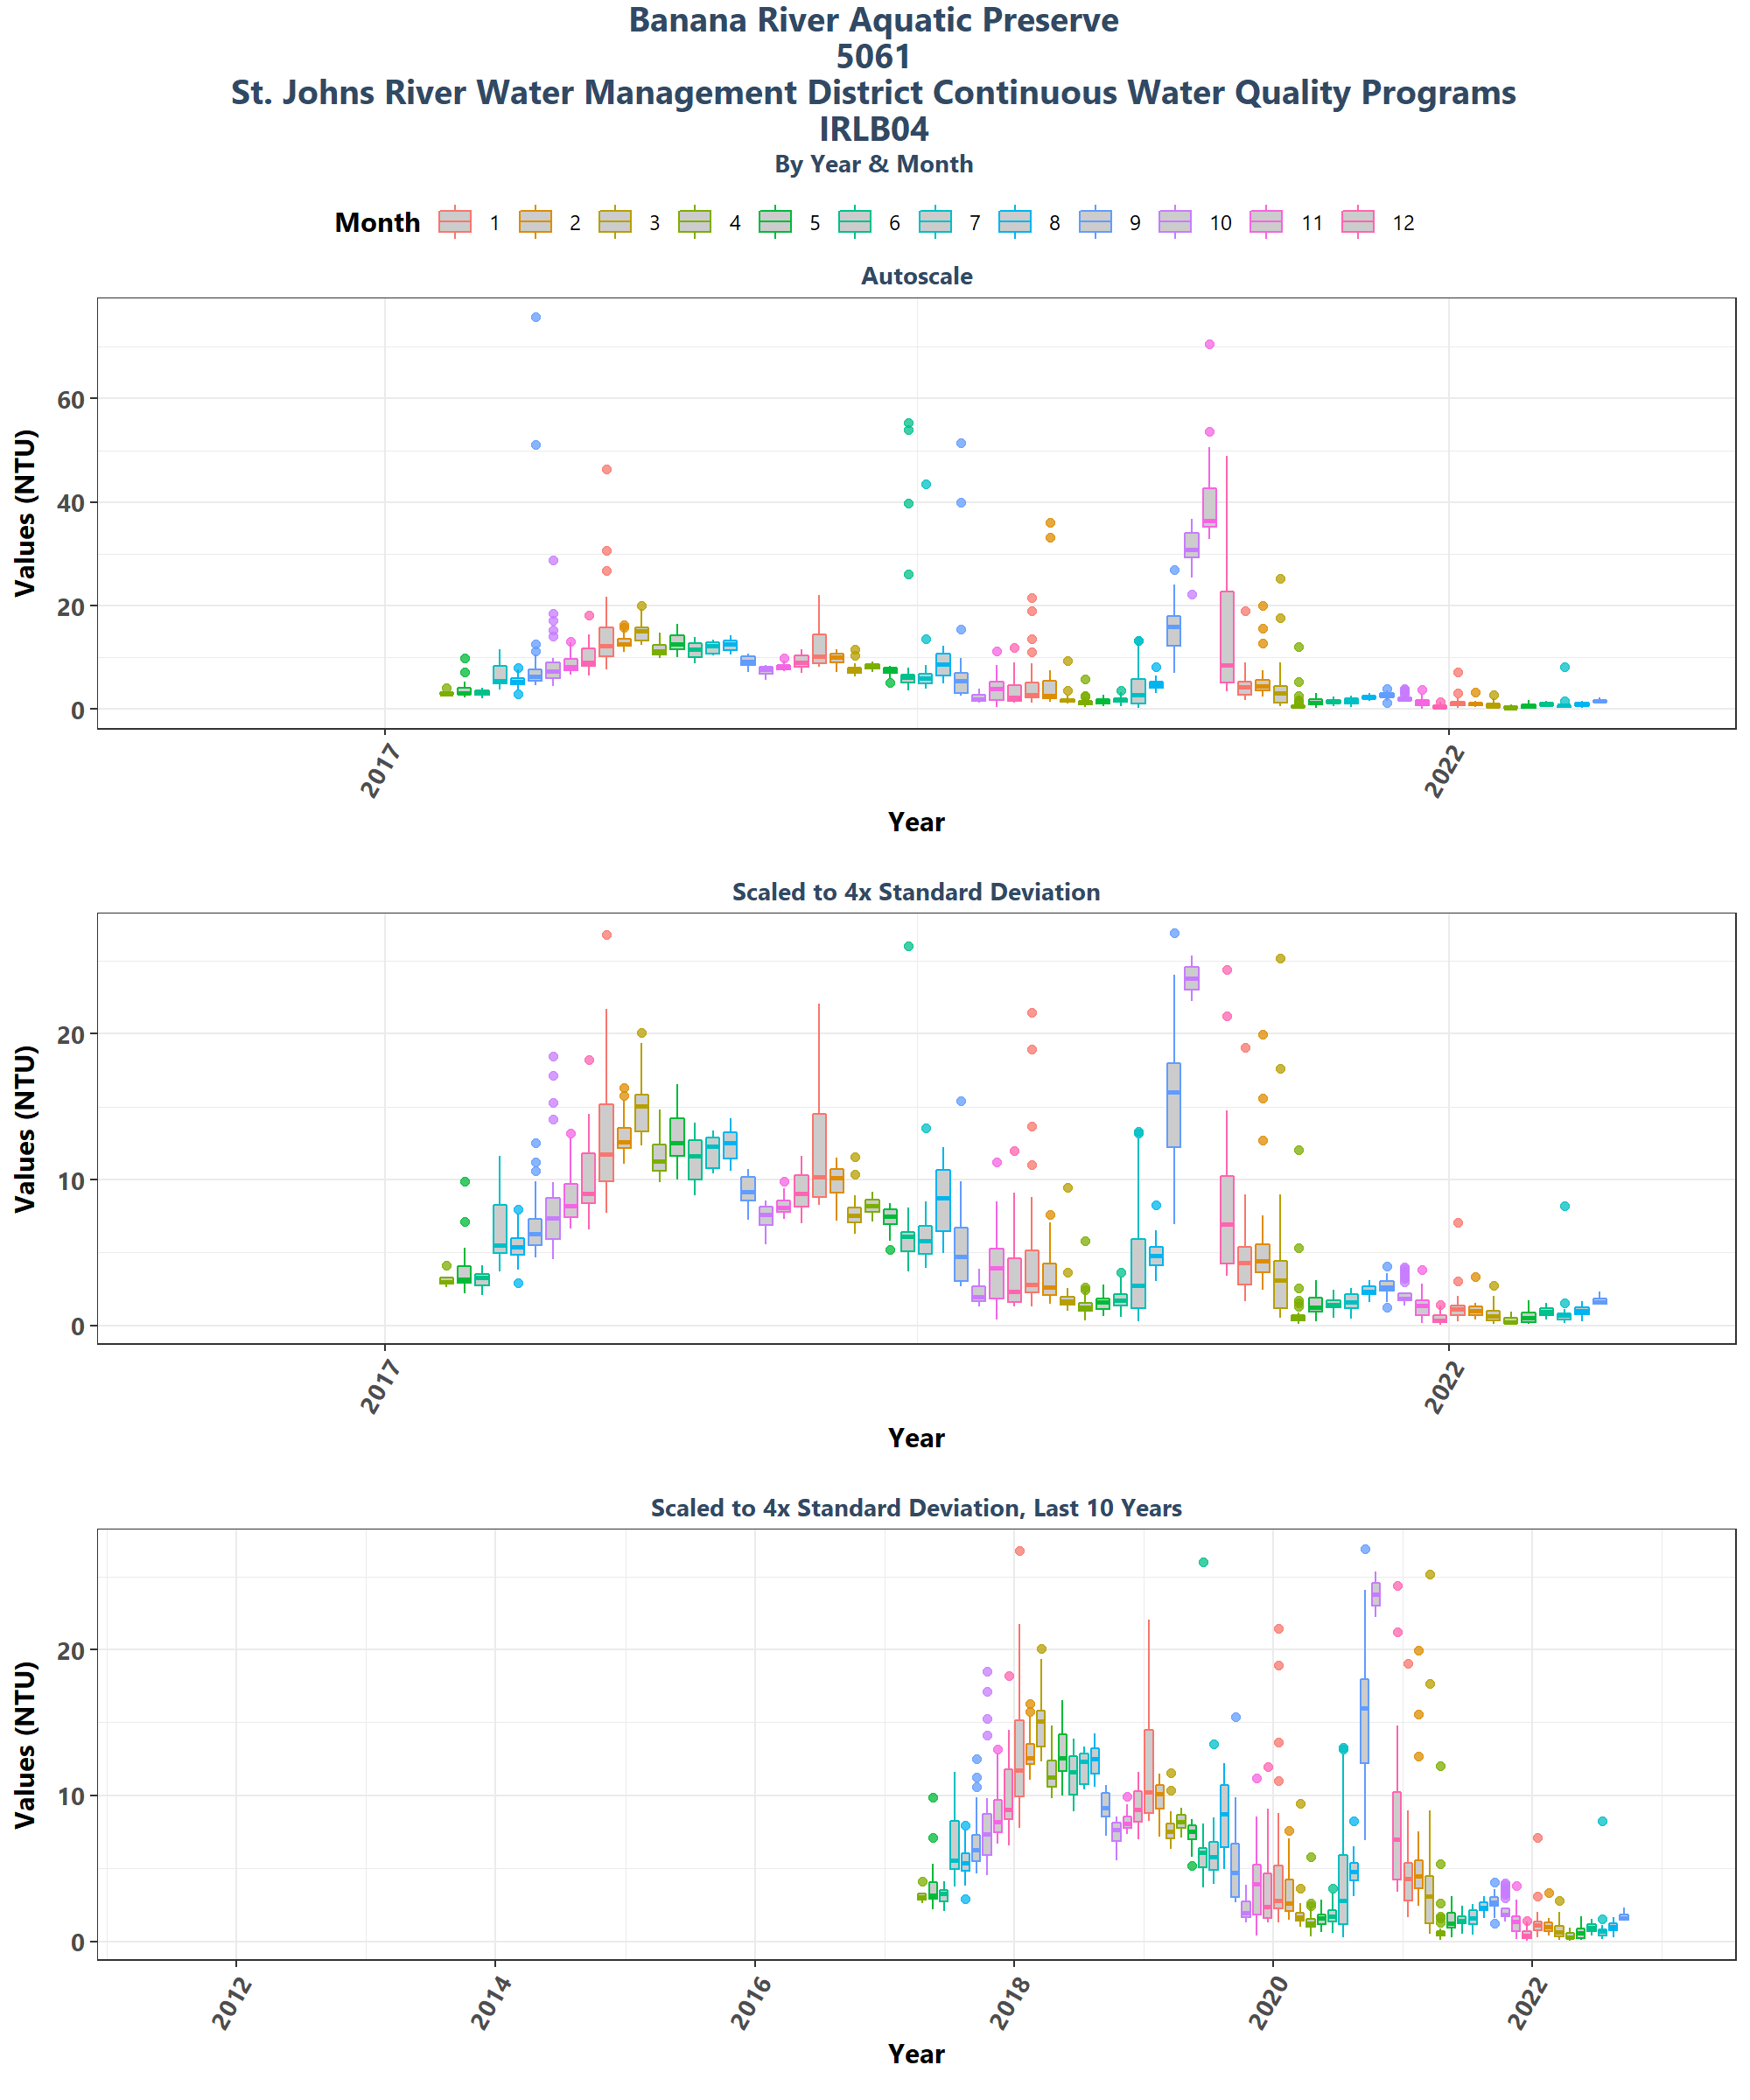 Banana River Aquatic Preserve
5061
St. Johns River Water Management District Continuous Water Quality Programs
IRLB04
By Year & Month
Month 1 2 3 4 5 6 7 8 9 10 11 12
Autoscale
Values (NTU)
60
40
20
0
2017 2022
Year
Scaled to 4x Standard Deviation
Values (NTU)
20
10
0
2017 2022
Year
Scaled to 4x Standard Deviation, Last 10 Years
Values (NTU)
20
10
0
2012 2014 2016 2018 2020 2022
Year